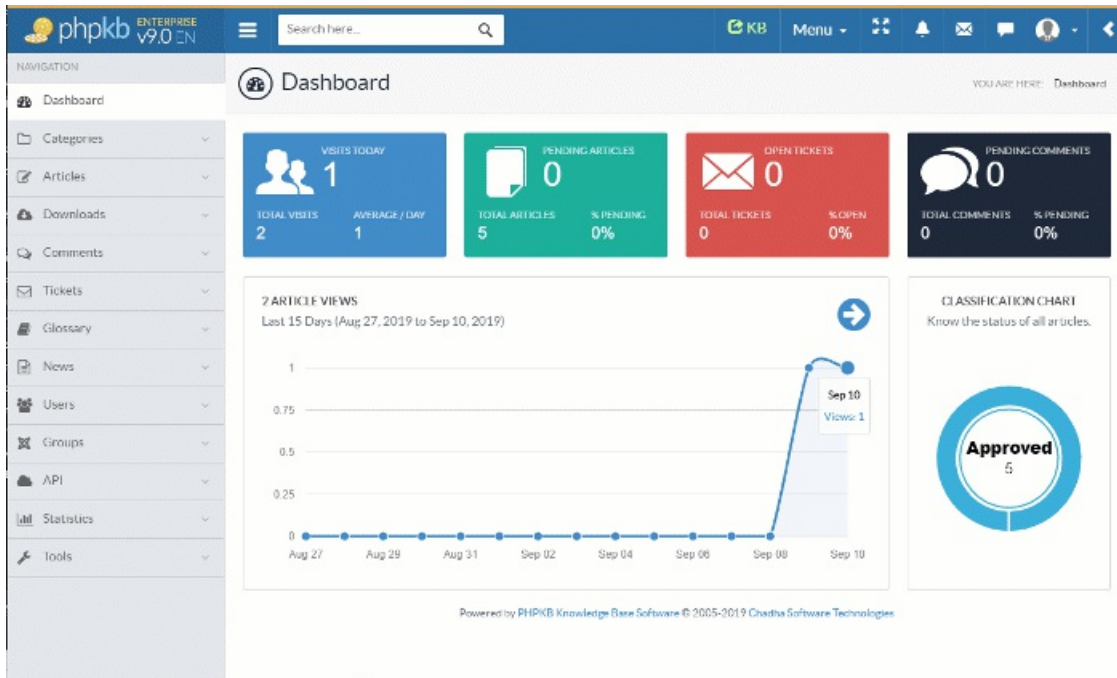 phpkb ENTERPRISE v9.0 EN
Search here...
KB
Menu
NAVIGATION
Dashboard
Categories
Articles
Downloads
Comments
Tickets
Glossary
News
Users
Groups
API
Statistics
Tools
Dashboard
YOU ARE HERE: Dashboard
VISITS TODAY
1
TOTAL VISITS AVERAGE / DAY
2 1
PENDING ARTICLES
0
TOTAL ARTICLES % PENDING
5 0%
OPEN TICKETS
0
TOTAL TICKETS % OPEN
0 0%
PENDING COMMENTS
0
TOTAL COMMENTS % PENDING
0 0%
2 ARTICLE VIEWS
Last 15 Days (Aug 27, 2019 to Sep 10, 2019)
1
0.75
0.5
0.25
0
Aug 27 Aug 29 Aug 31 Sep 02 Sep 04 Sep 06 Sep 08 Sep 10
Sep 10
Views: 1
CLASSIFICATION CHART
Know the status of all articles.
Approved
5
Powered by PHPKB Knowledge Base Software © 2005-2019 Chadha Software Technologies